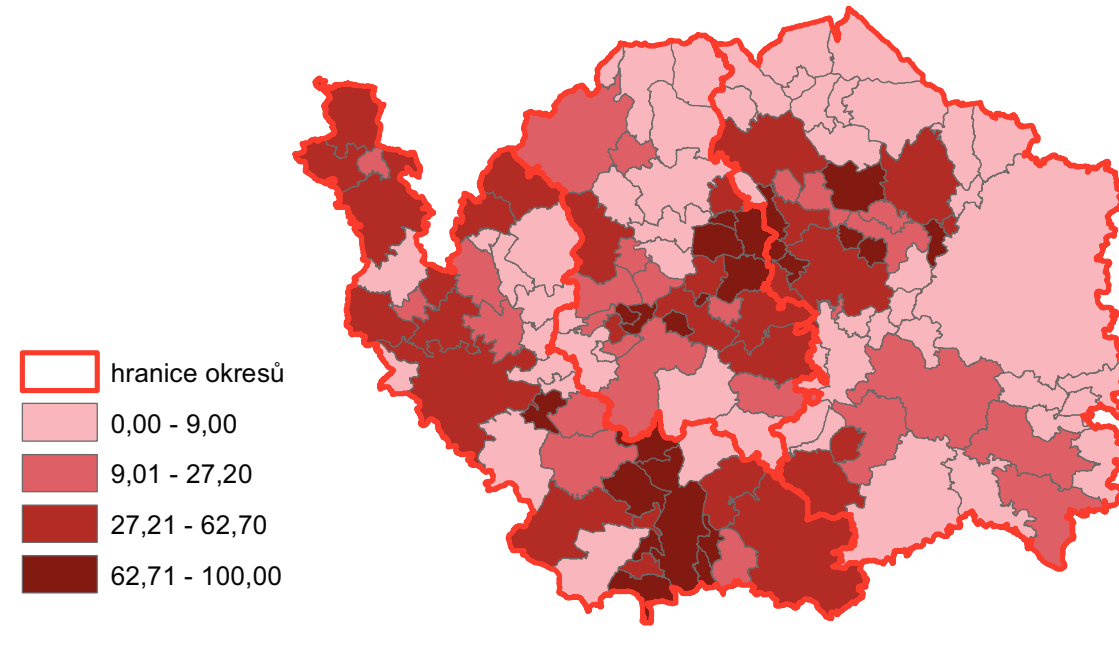 hranice okresů
0,00 - 9,00
9,01 - 27,20
27,21 - 62,70
62,71 - 100,00